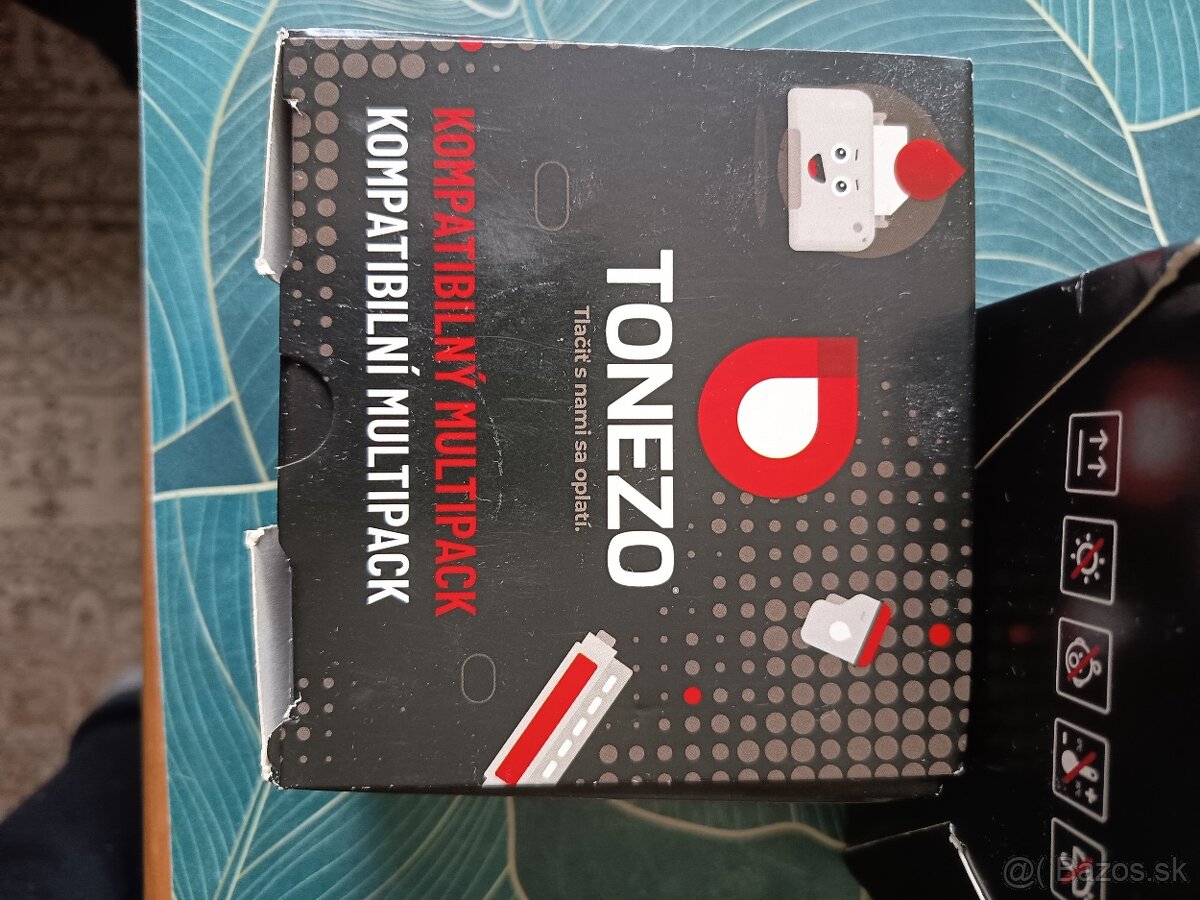 TONEZO
Tlačiť s nami sa oplatí.
KOMPATIBILNÝ MULTIPACK
KOMPATIBILNÍ MULTIPACK
@( Bazos.sk